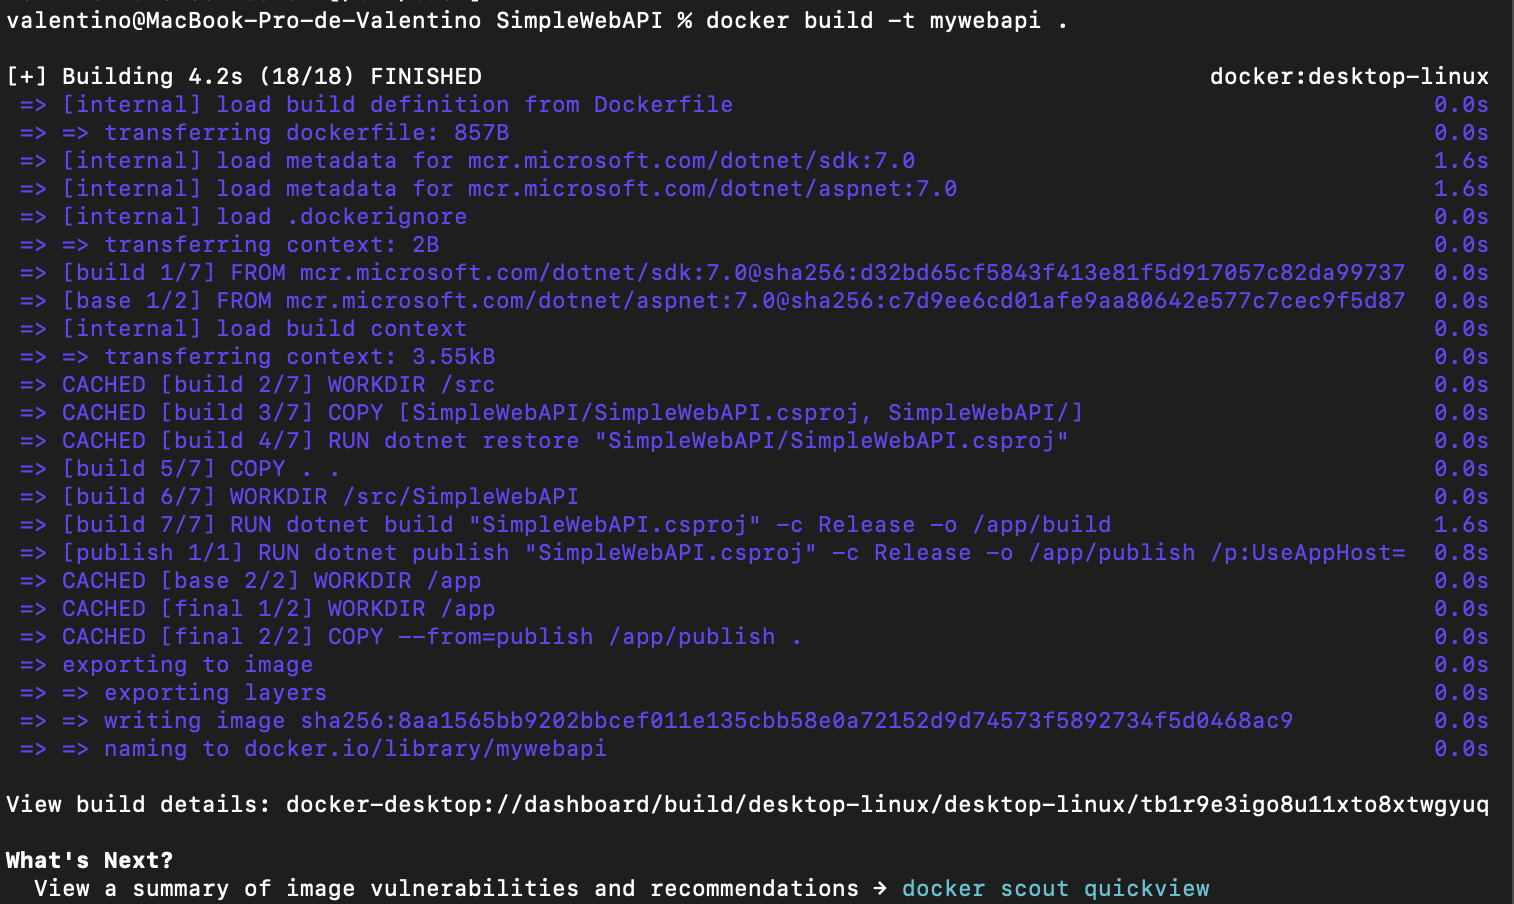 valentino@MacBook-Pro-de-Valentino SimpleWebAPI % docker build -t mywebapi .
[+] Building 4.2s (18/18) FINISHED docker:desktop-linux
=> [internal] load build definition from Dockerfile 0.0s
=> => transferring dockerfile: 857B 0.0s
=> [internal] load metadata for mcr.microsoft.com/dotnet/sdk:7.0 1.6s
=> [internal] load metadata for mcr.microsoft.com/dotnet/aspnet:7.0 1.6s
=> [internal] load .dockerignore 0.0s
=> => transferring context: 2B 0.0s
=> [build 1/7] FROM mcr.microsoft.com/dotnet/sdk:7.0@sha256:d32bd65cf5843f413e81f5d917057c82da99737 0.0s
=> [base 1/2] FROM mcr.microsoft.com/dotnet/aspnet:7.0@sha256:c7d9ee6cd01afe9aa80642e577c7cec9f5d87 0.0s
=> [internal] load build context 0.0s
=> => transferring context: 3.55kB 0.0s
=> CACHED [build 2/7] WORKDIR /src 0.0s
=> CACHED [build 3/7] COPY [SimpleWebAPI/SimpleWebAPI.csproj, SimpleWebAPI/] 0.0s
=> CACHED [build 4/7] RUN dotnet restore "SimpleWebAPI/SimpleWebAPI.csproj" 0.0s
=> [build 5/7] COPY . . 0.0s
=> [build 6/7] WORKDIR /src/SimpleWebAPI 0.0s
=> [build 7/7] RUN dotnet build "SimpleWebAPI.csproj" -c Release -o /app/build 1.6s
=> [publish 1/1] RUN dotnet publish "SimpleWebAPI.csproj" -c Release -o /app/publish /p:UseAppHost= 0.8s
=> CACHED [base 2/2] WORKDIR /app 0.0s
=> CACHED [final 1/2] WORKDIR /app 0.0s
=> CACHED [final 2/2] COPY --from=publish /app/publish . 0.0s
=> exporting to image 0.0s
=> => exporting layers 0.0s
=> => writing image sha256:8aa1565bb9202bbcef011e135cbb58e0a72152d9d74573f5892734f5d0468ac9 0.0s
=> => naming to docker.io/library/mywebapi 0.0s
View build details: docker-desktop://dashboard/build/desktop-linux/desktop-linux/tb1r9e3igo8u11xto8xtwgyuq
What's Next?
View a summary of image vulnerabilities and recommendations → docker scout quickview